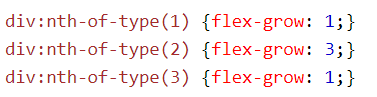 div:nth-of-type(1) {flex-grow: 1;}
div:nth-of-type(2) {flex-grow: 3;}
div:nth-of-type(3) {flex-grow: 1;}